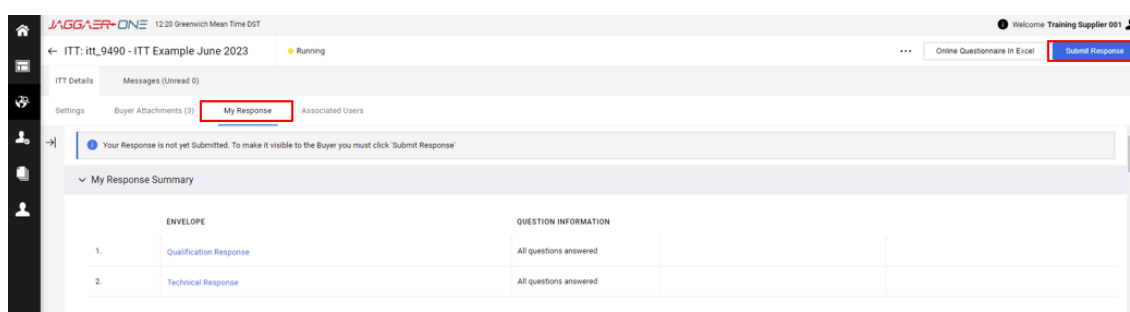 JAGGAER ONE 12:20 Greenwich Mean Time DST Welcome Training Supplier 001
ITT: itt_9490 - ITT Example June 2023 Running ... Online Questionnaire In Excel Submit Response
ITT Details Messages (Unread 0)
Settings Buyer Attachments (3) My Response Associated Users
Your Response is not yet Submitted. To make it visible to the Buyer you must click 'Submit Response'
My Response Summary
ENVELOPE QUESTION INFORMATION
1. Qualification Response All questions answered
2. Technical Response All questions answered